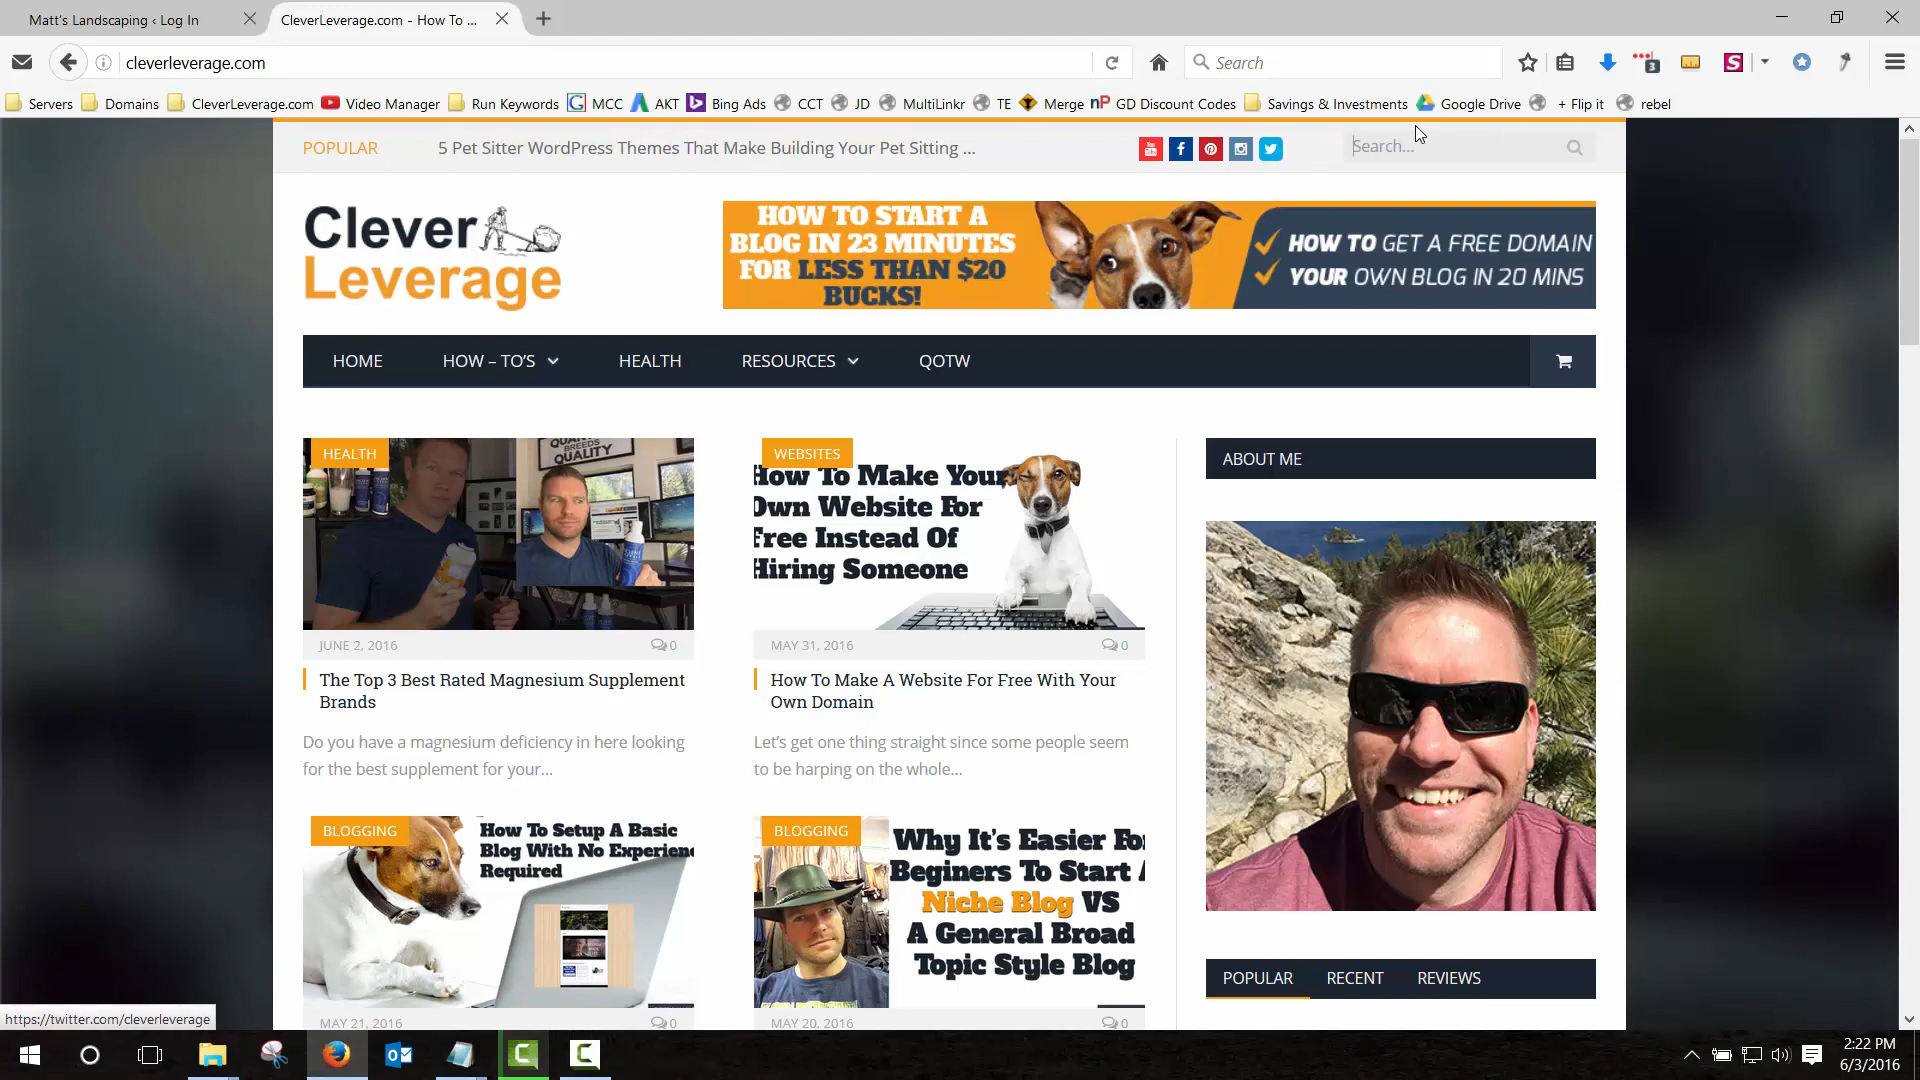 Matt's Landscaping ‹ Log In
CleverLeverage.com - How To ...
cleverleverage.com
Search
3
S
Servers
Domains
CleverLeverage.com
Video Manager
Run Keywords
G
MCC
AKT
Bing Ads
CCT
JD
MultiLinkr
TE
Merge
nP
GD Discount Codes
Savings & Investments
Google Drive
+ Flip it
rebel
POPULAR
5 Pet Sitter WordPress Themes That Make Building Your Pet Sitting ...
Search...
Clever
Leverage
HOW TO START A
BLOG IN 23 MINUTES
FOR LESS THAN $20
BUCKS!
HOW TO GET A FREE DOMAIN
YOUR OWN BLOG IN 20 MINS
HOME
HOW – TO'S
HEALTH
RESOURCES
QOTW
HEALTH
BREEDS
QUALITY
JUNE 2, 2016
0
The Top 3 Best Rated Magnesium Supplement
Brands
Do you have a magnesium deficiency in here looking
for the best supplement for your...
WEBSITES
How To Make Your
Own Website For
Free Instead Of
Hiring Someone
MAY 31, 2016
0
How To Make A Website For Free With Your
Own Domain
Let's get one thing straight since some people seem
to be harping on the whole...
BLOGGING
How To Setup A Basic
Blog With No Experience
Required
MAY 21, 2016
0
BLOGGING
Why It's Easier For
Beginers To Start A
Niche Blog VS
A General Broad
Topic Style Blog
MAY 20, 2016
0
ABOUT ME
POPULAR
RECENT
REVIEWS
https://twitter.com/cleverleverage
2:22 PM
6/3/2016